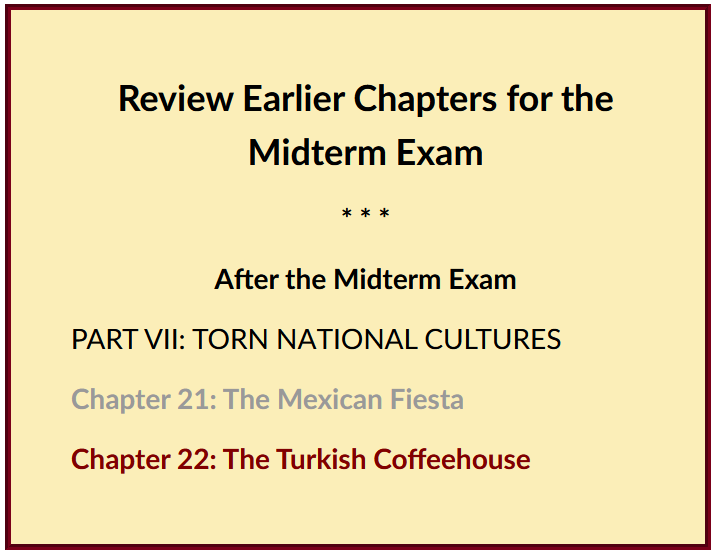 Review Earlier Chapters for the
Midterm Exam
* * *
After the Midterm Exam
PART VII: TORN NATIONAL CULTURES
Chapter 21: The Mexican Fiesta
Chapter 22: The Turkish Coffeehouse